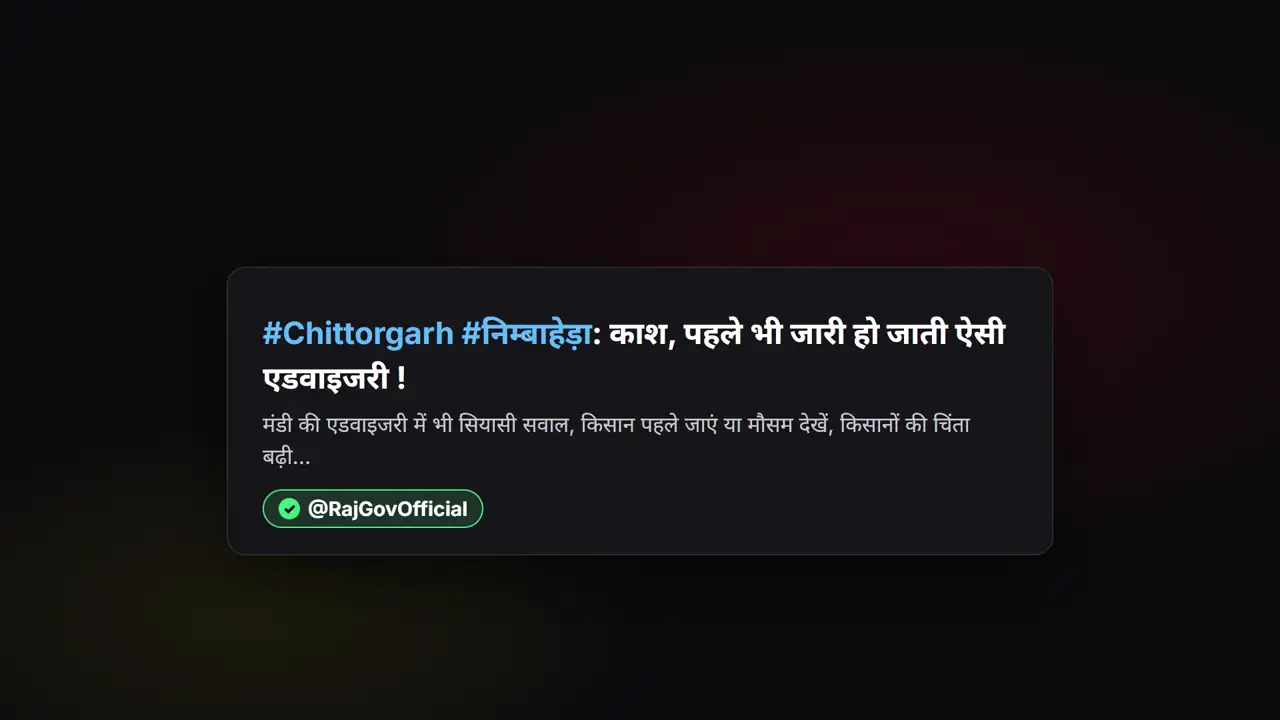 #Chittorgarh #निम्बाहेड़ा: काश, पहले भी जारी हो जाती ऐसी
एडवाइजरी !
मंडी की एडवाइजरी में भी सियासी सवाल, किसान पहले जाएं या मौसम देखें, किसानों की चिंता
बढ़ी...
@RajGovOfficial